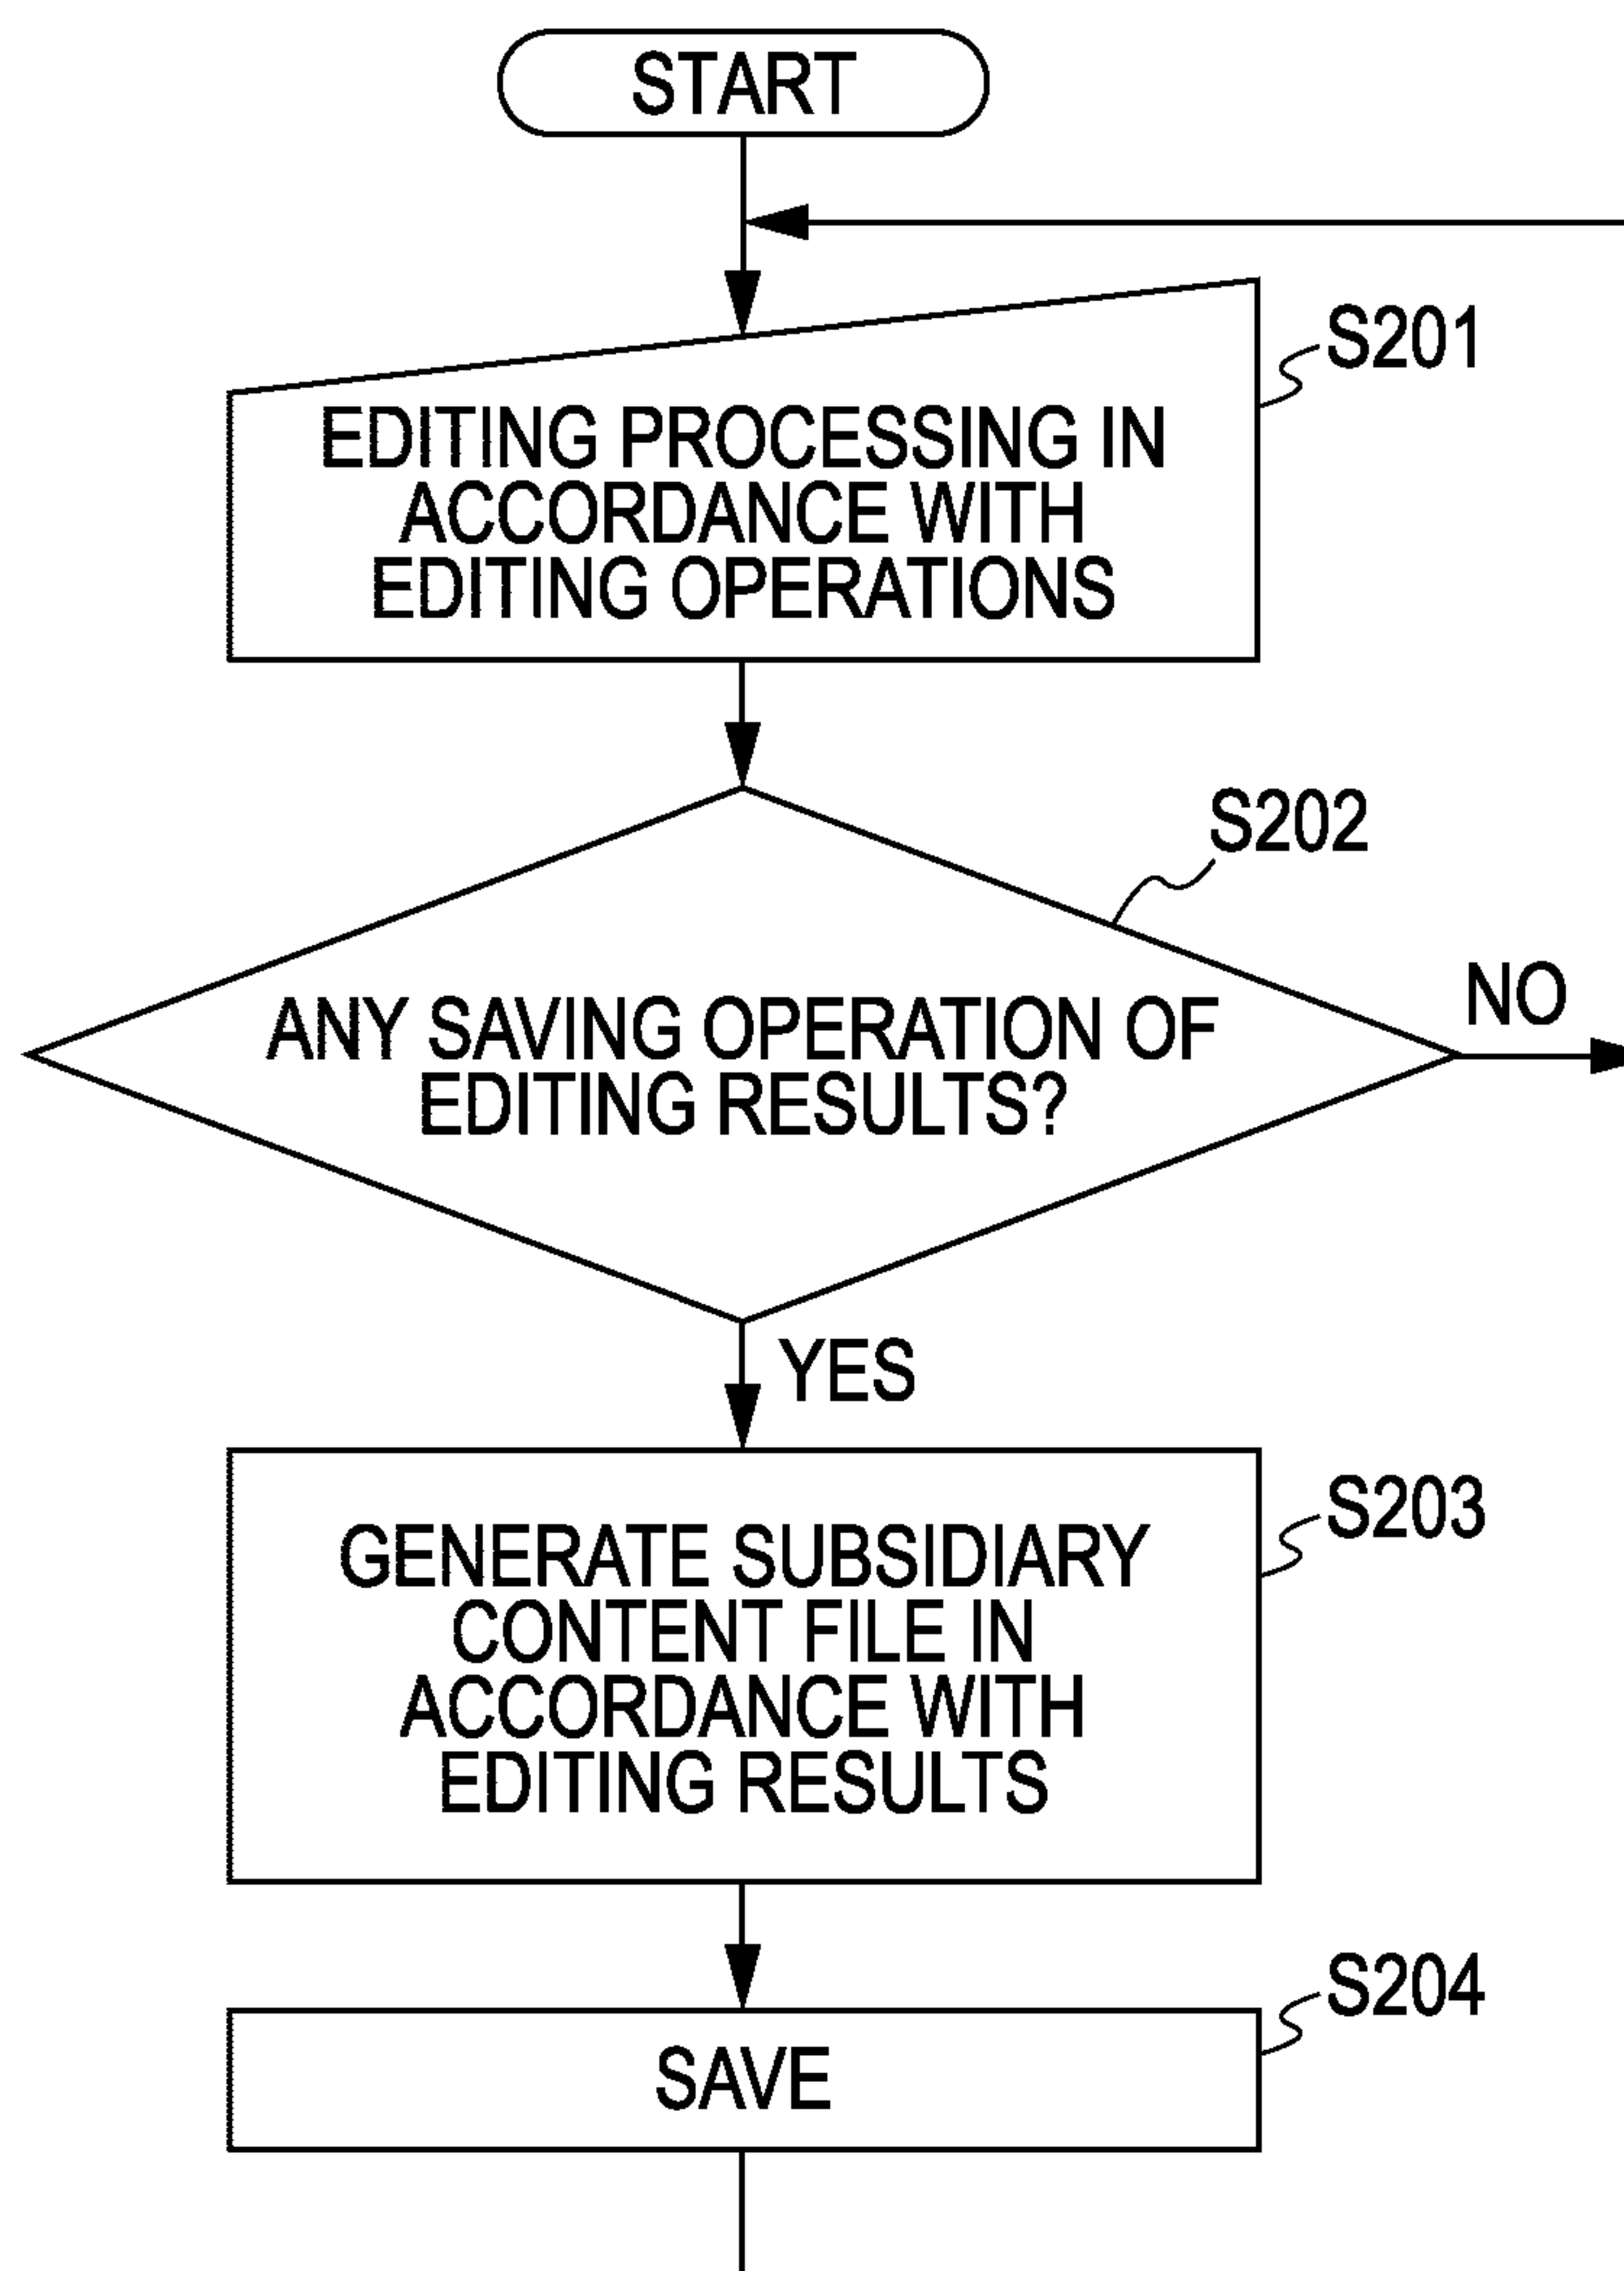 START
S201
EDITING PROCESSING IN
ACCORDANCE WITH
EDITING OPERATIONS
S202
ANY SAVING OPERATION OF
EDITING RESULTS?
NO
YES
S203
GENERATE SUBSIDIARY
CONTENT FILE IN
ACCORDANCE WITH
EDITING RESULTS
S204
SAVE